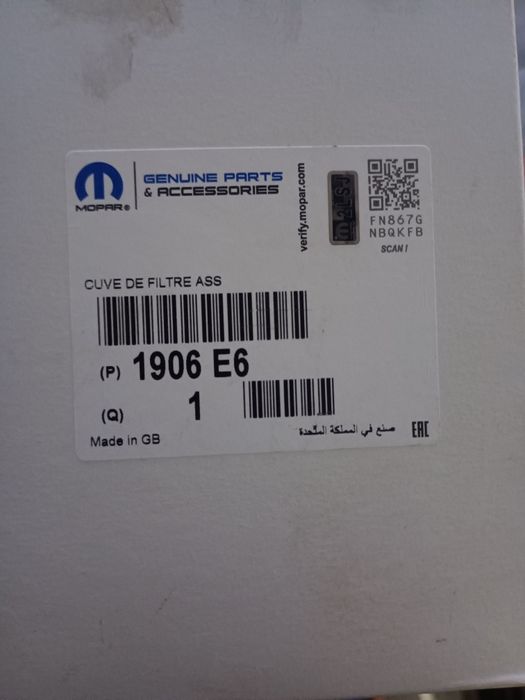 MOPAR®
GENUINE PARTS
& ACCESSORIES
verify.mopar.com
FN867G
NBQKFB
SCAN!
CUVE DE FILTRE ASS
(P) 1906 E6
(Q) 1
Made in GB
صنع في المملكة المتحدة
EAC